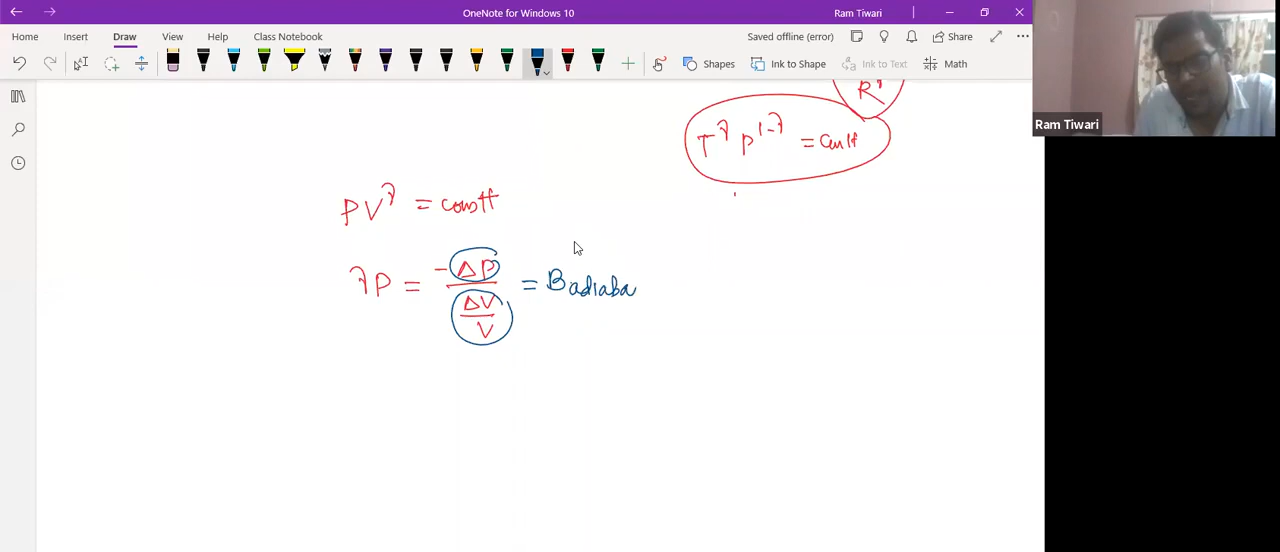 OneNote for Windows 10
Ram Tiwari
Home Insert Draw View Help Class Notebook
Saved offline (error) Share
Shapes Ink to Shape Ink to Text Math
Ram Tiwari
R^γ
T^γ P^1-γ = const
PV^γ = constt
γP = -ΔP / (ΔV/V) = Badiaba